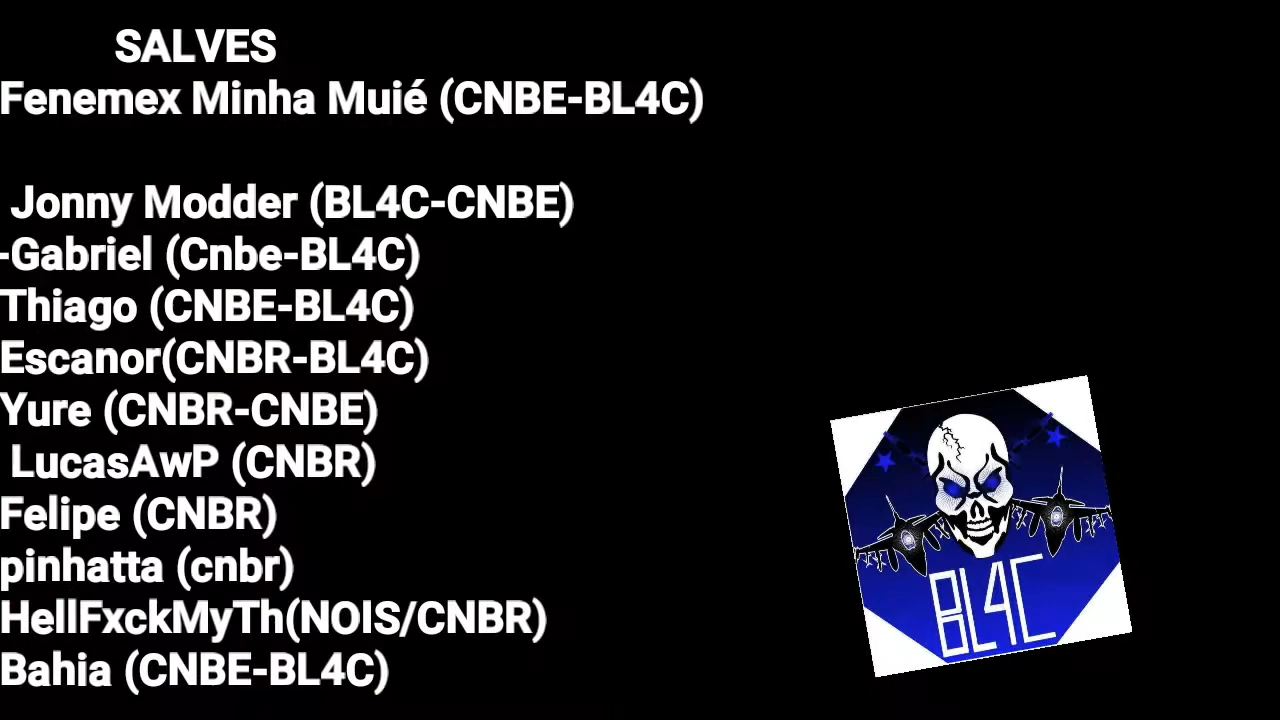 SALVES
Fenemex Minha Muié (CNBE-BL4C)
Jonny Modder (BL4C-CNBE)
-Gabriel (Cnbe-BL4C)
Thiago (CNBE-BL4C)
Escanor(CNBR-BL4C)
Yure (CNBR-CNBE)
LucasAwP (CNBR)
Felipe (CNBR)
pinhatta (cnbr)
HellFxckMyTh(NOIS/CNBR)
Bahia (CNBE-BL4C)
BL4C